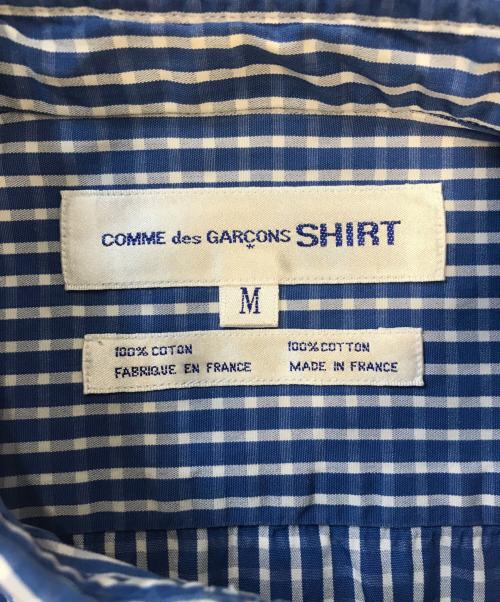 COMME des GARÇONS SHIRT
*
M
100% COTON 100% COTTON
FABRIQUE EN FRANCE MADE IN FRANCE